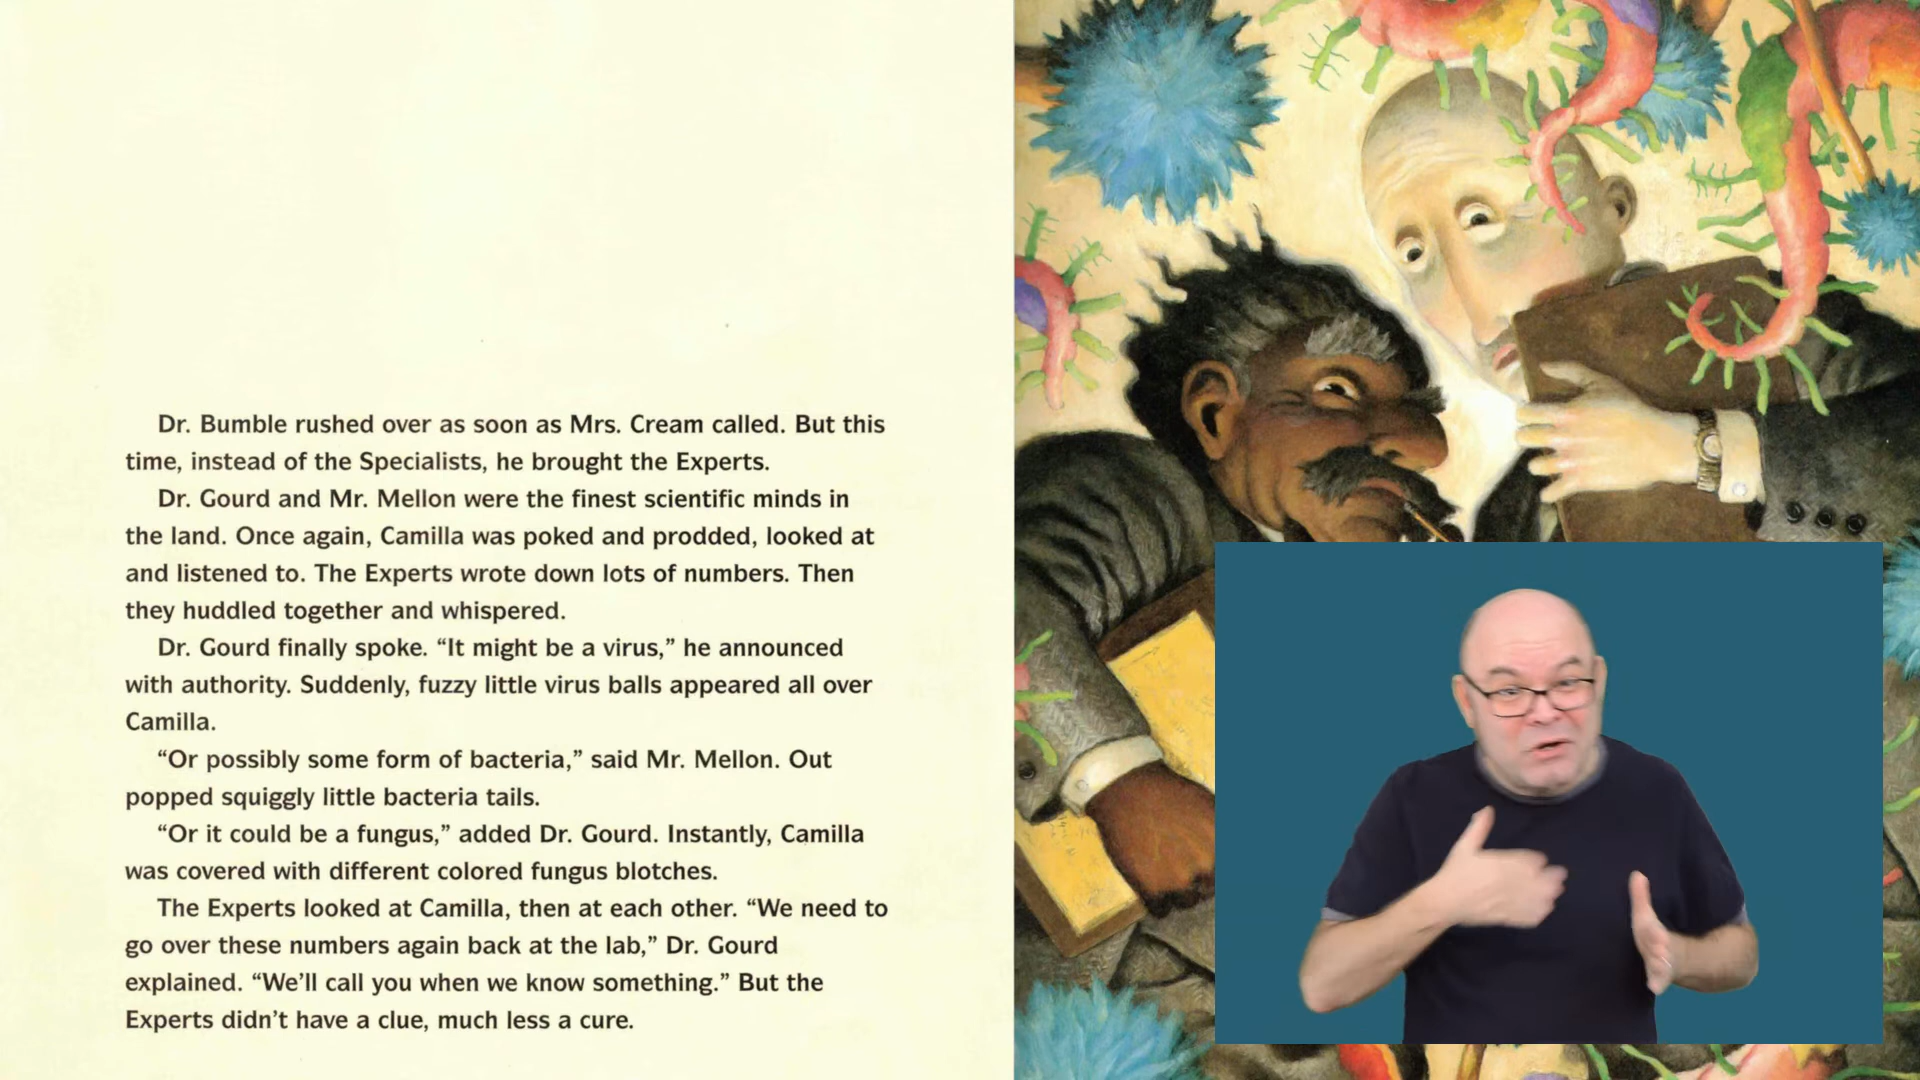 Dr. Bumble rushed over as soon as Mrs. Cream called. But this
time, instead of the Specialists, he brought the Experts.
Dr. Gourd and Mr. Mellon were the finest scientific minds in
the land. Once again, Camilla was poked and prodded, looked at
and listened to. The Experts wrote down lots of numbers. Then
they huddled together and whispered.
Dr. Gourd finally spoke. “It might be a virus,” he announced
with authority. Suddenly, fuzzy little virus balls appeared all over
Camilla.
“Or possibly some form of bacteria,” said Mr. Mellon. Out
popped squiggly little bacteria tails.
“Or it could be a fungus,” added Dr. Gourd. Instantly, Camilla
was covered with different colored fungus blotches.
The Experts looked at Camilla, then at each other. “We need to
go over these numbers again back at the lab,” Dr. Gourd
explained. “We’ll call you when we know something.” But the
Experts didn’t have a clue, much less a cure.